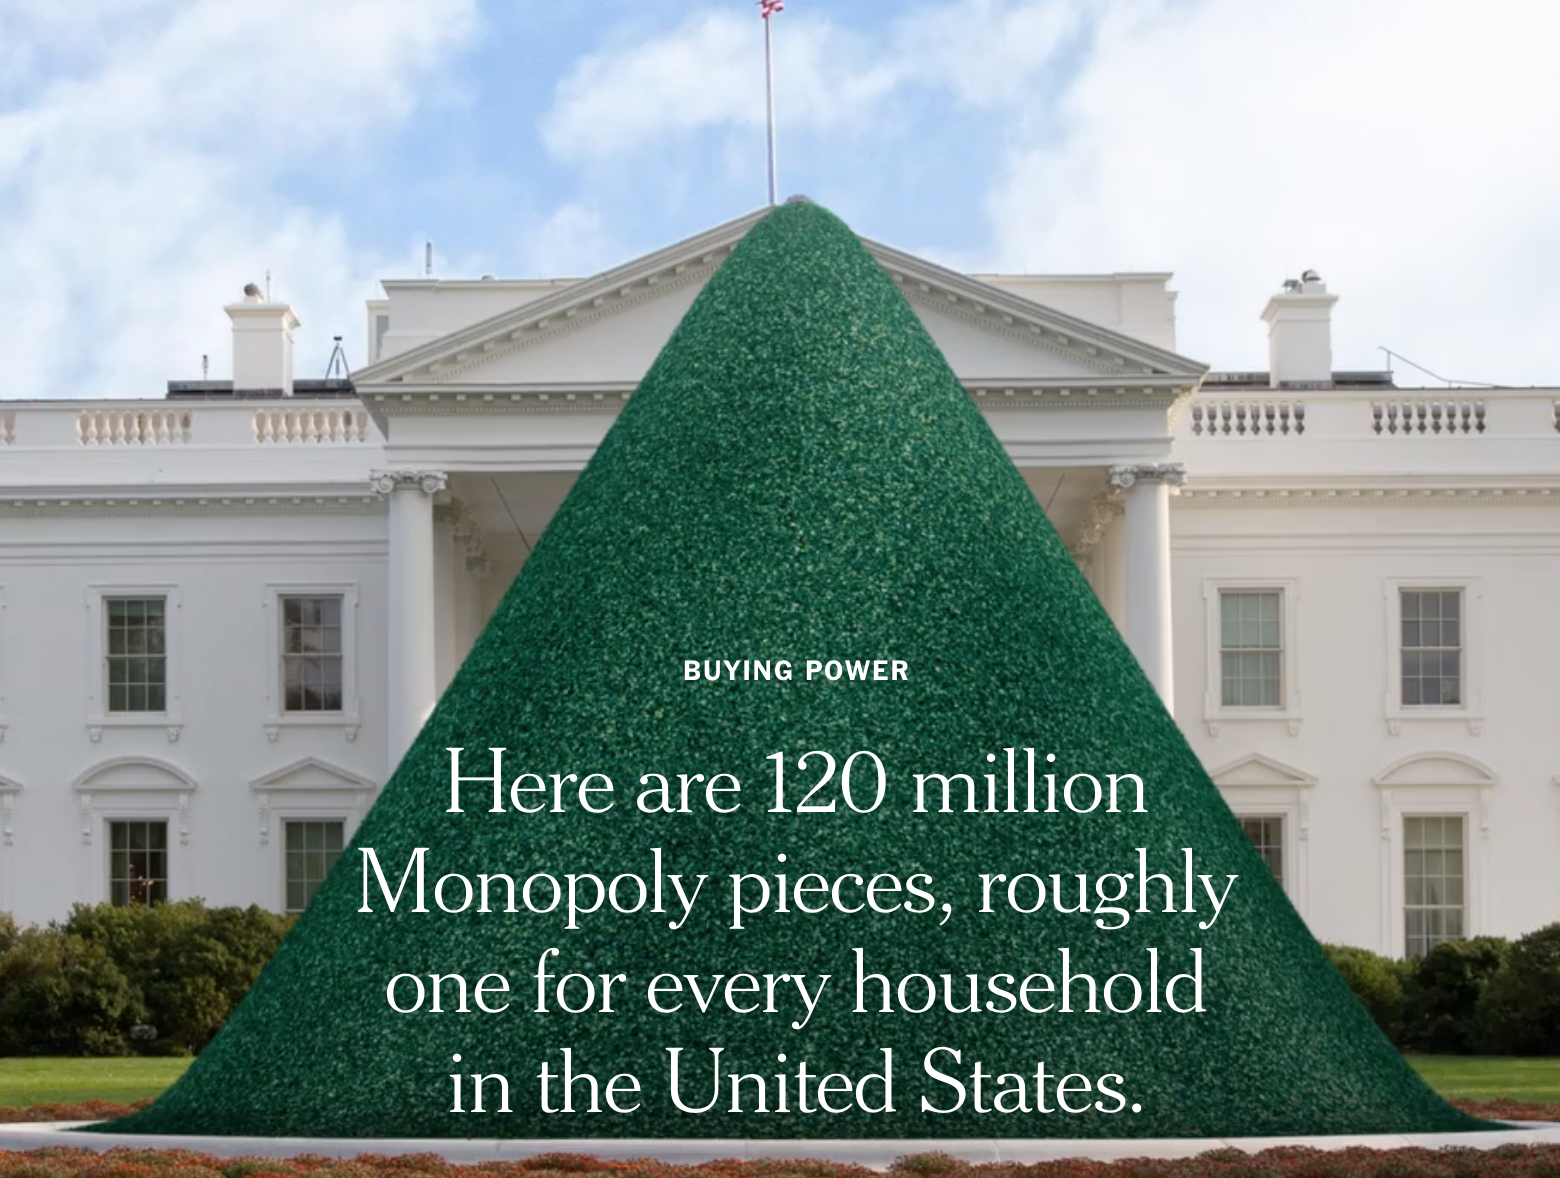 BUYING POWER
Here are 120 million
Monopoly pieces, roughly
one for every household
in the United States.